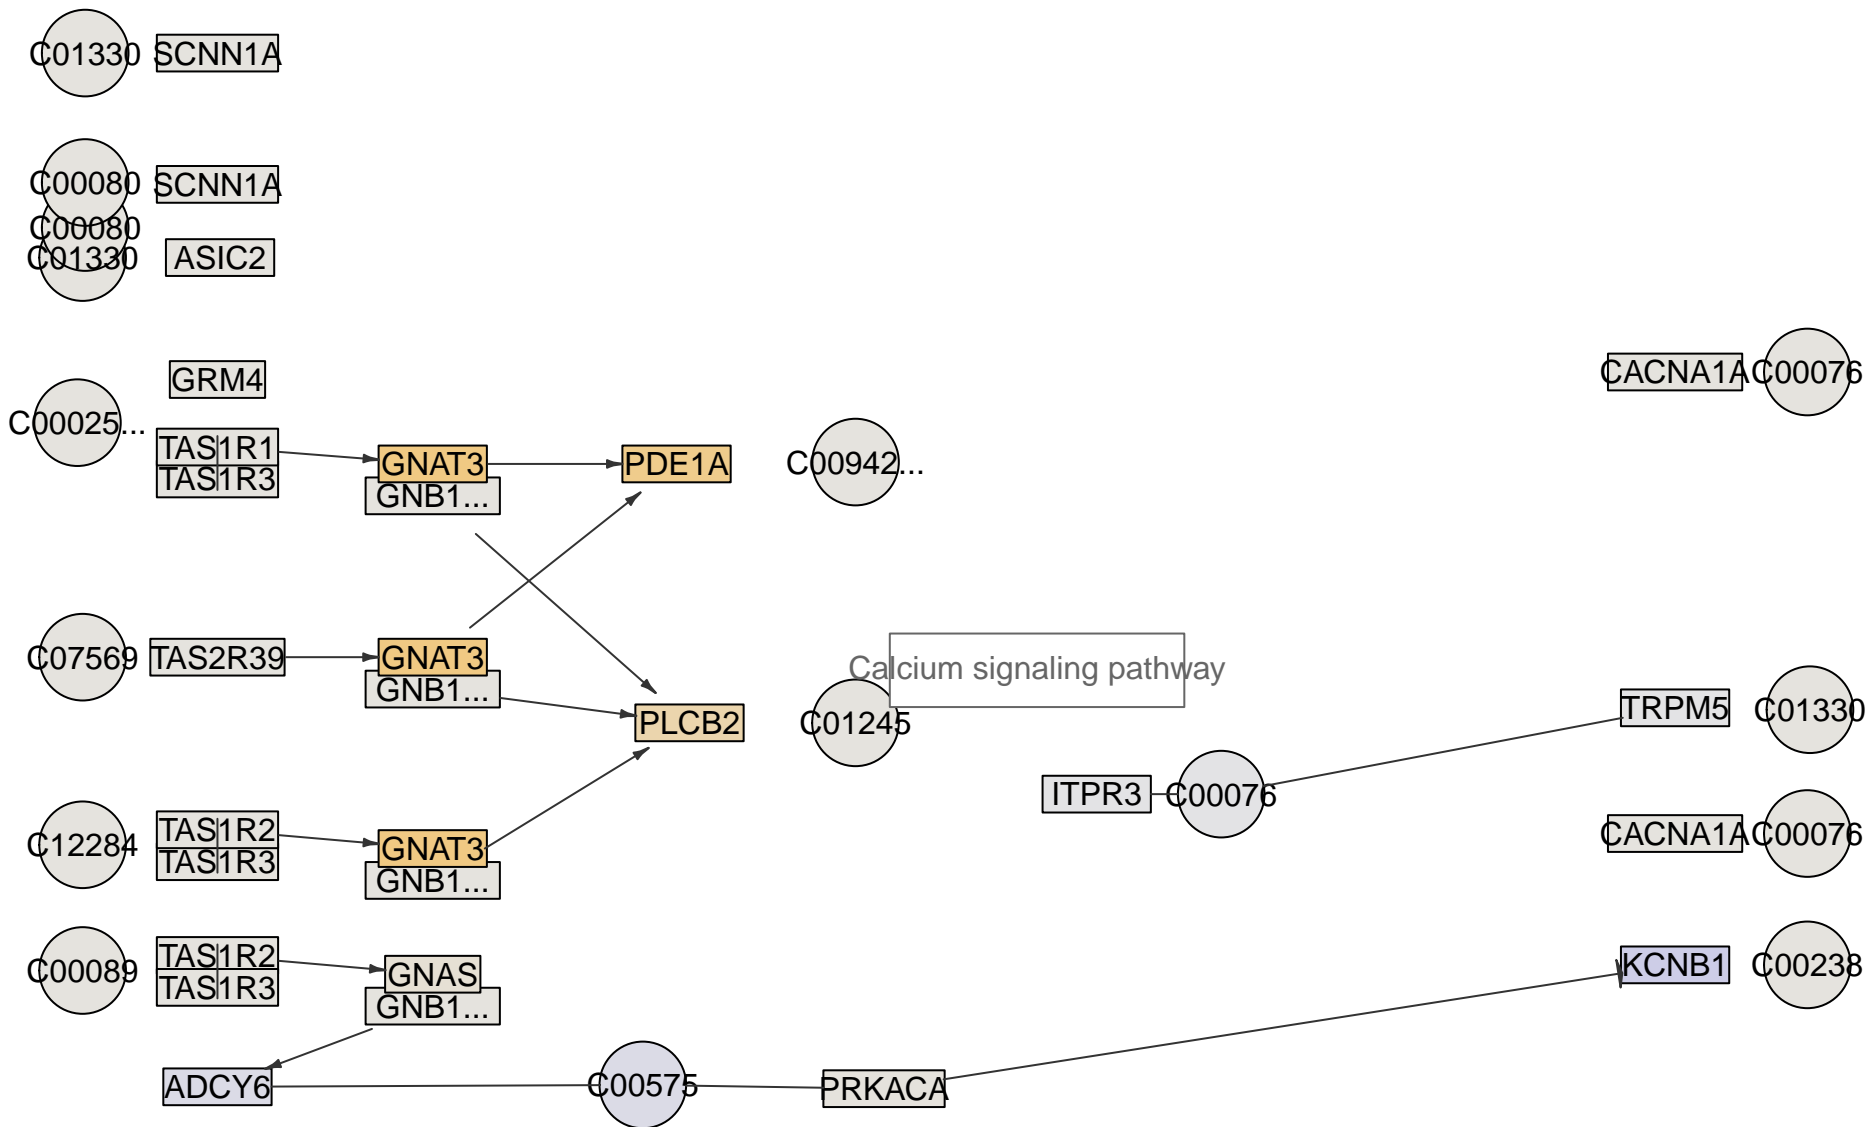 C01330 SCNN1A
C00080 SCNN1A
C00080
C01330 ASIC2
GRM4
CACNA1A C00076
C00025...
TAS1R1
GNAT3 PDE1A C00942...
TAS1R3
GNB1...
C07569 TAS2R39 GNAT3
Calcium signaling pathway
GNB1...
PLCB2 C01245
TRPM5 C01330
ITPR3 C00076
TAS1R2
C12284 GNAT3
TAS1R3
CACNA1A C00076
GNB1...
TAS1R2
C00089 GNAS
TAS1R3
KCNB1 C00238
GNB1...
ADCY6 C00575 PRKACA